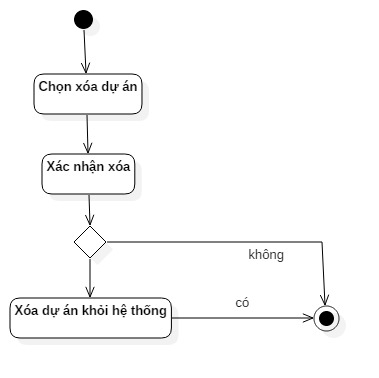 Chọn xóa dự án
Xác nhận xóa
không
có
Xóa dự án khỏi hệ thống